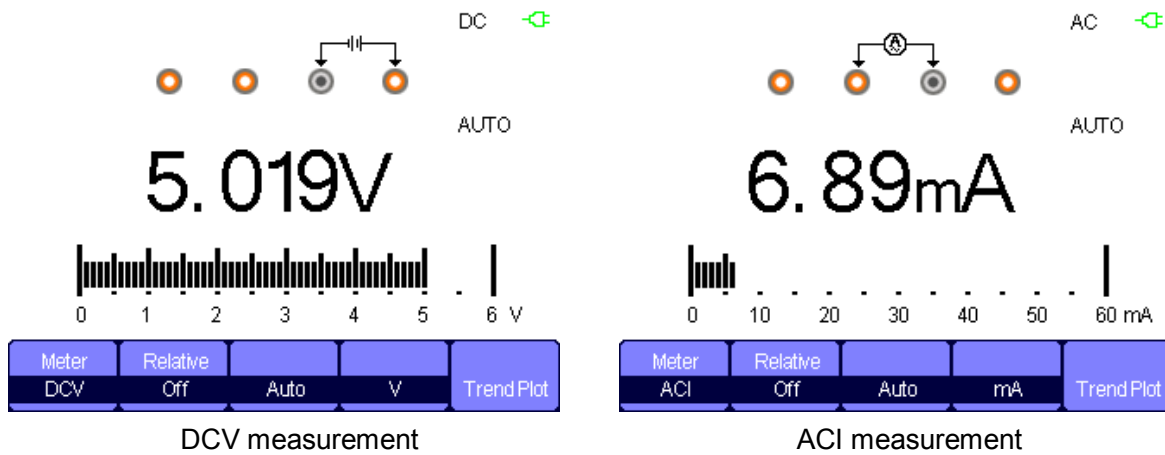 DC
AUTO
5.019V
0 1 2 3 4 5 6 V
Meter Relative
DCV Off Auto V Trend Plot
DCV measurement
AC
A
AUTO
6.89mA
0 10 20 30 40 50 60 mA
Meter Relative
ACI Off Auto mA Trend Plot
ACI measurement